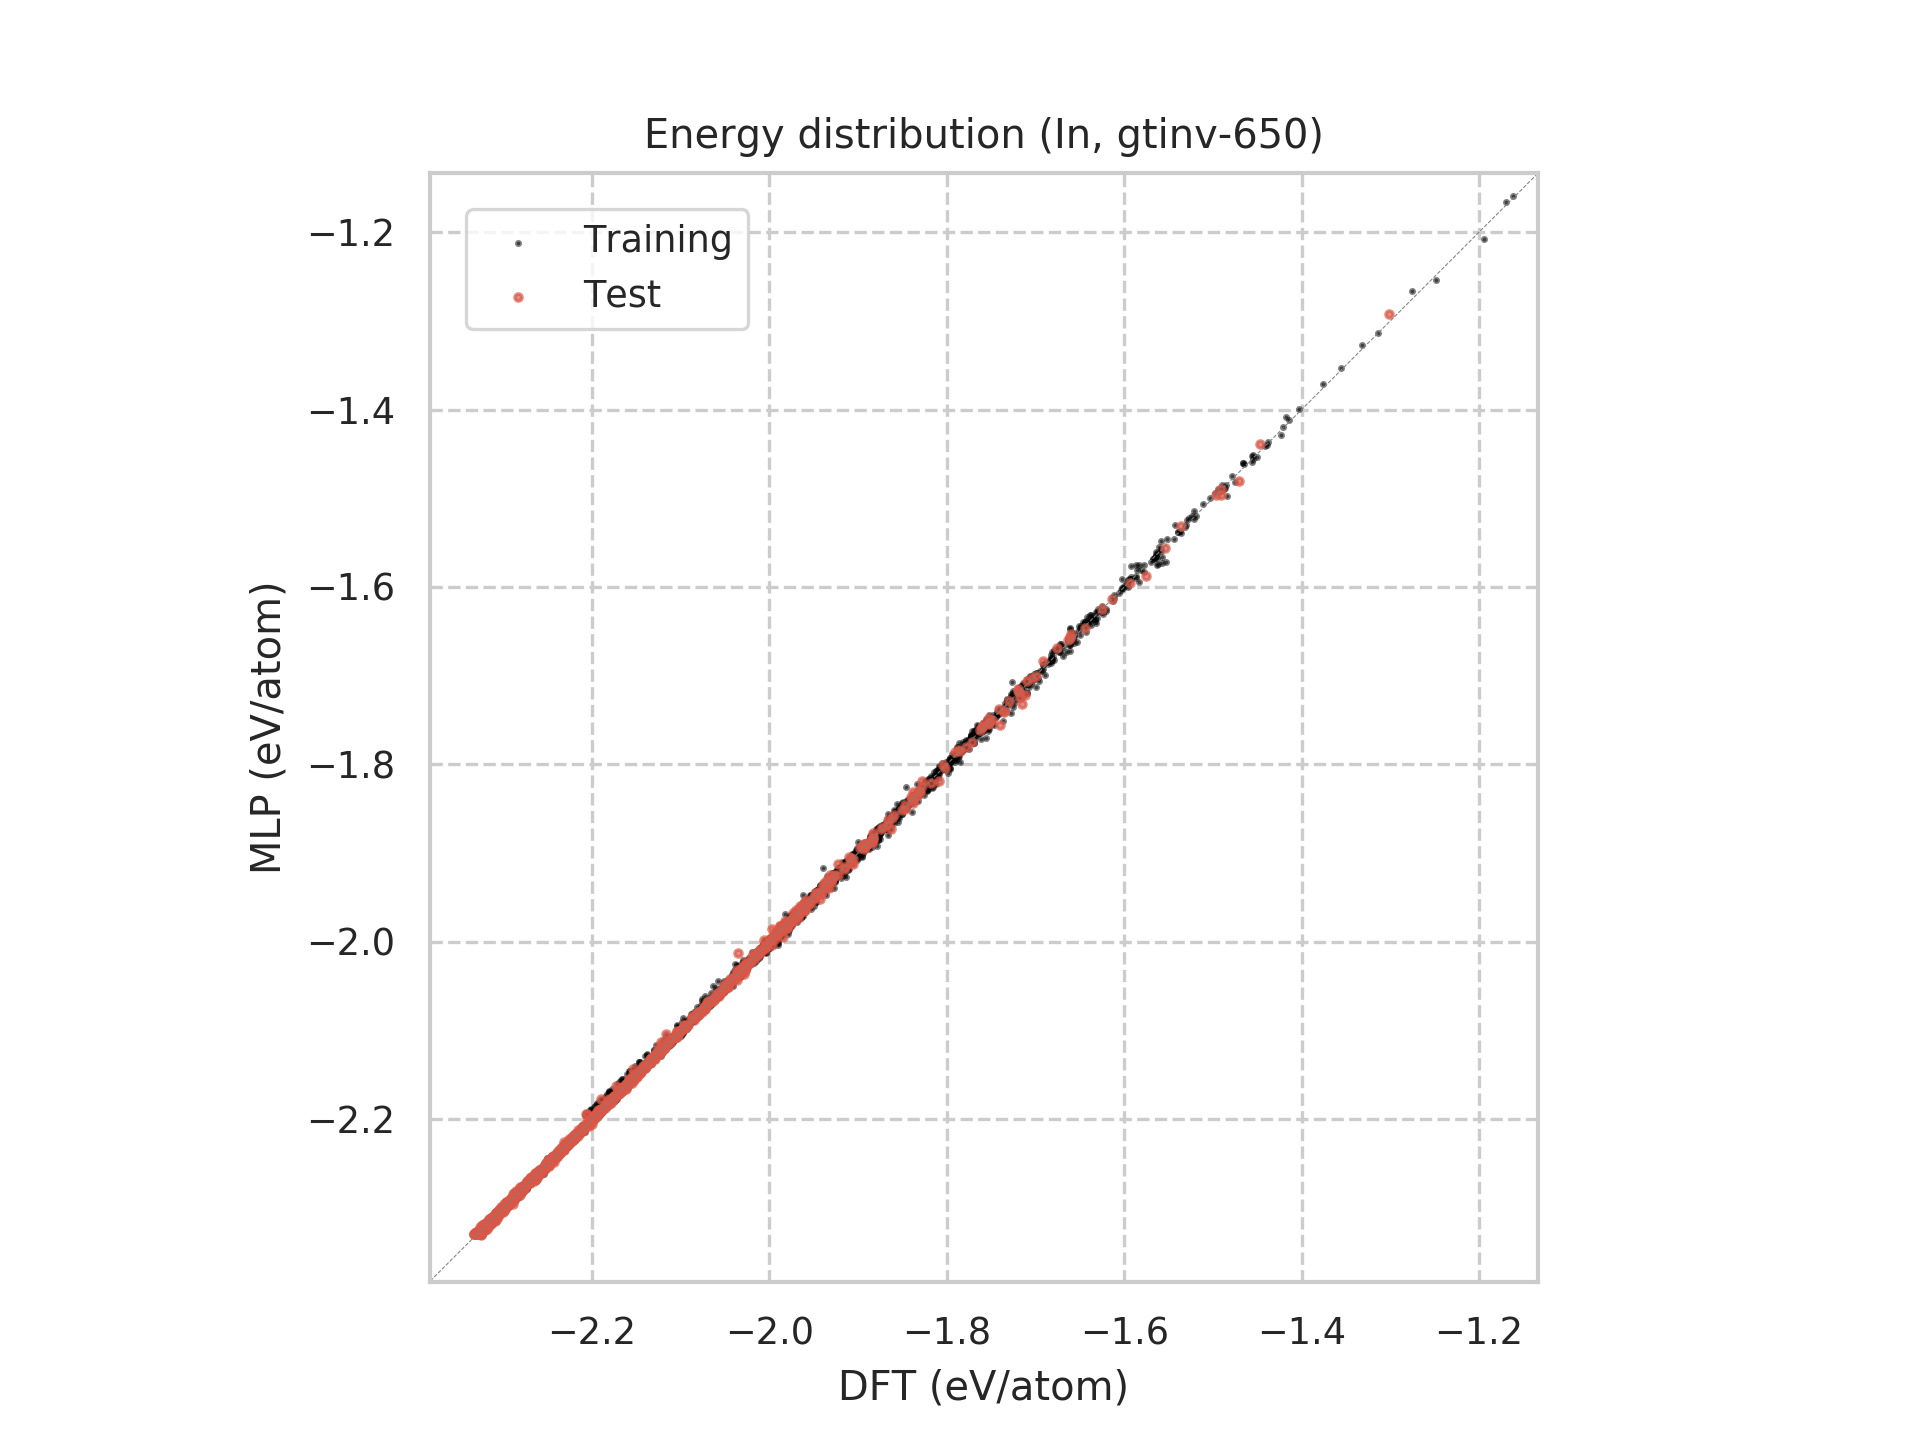 Energy distribution (In, gtinv-650)
Training
Test
MLP (eV/atom)
−1.2
−1.4
−1.6
−1.8
−2.0
−2.2
−2.2 −2.0 −1.8 −1.6 −1.4 −1.2
DFT (eV/atom)